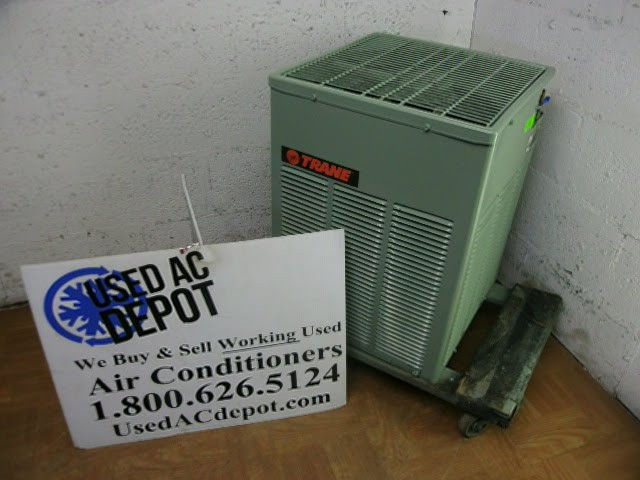 TRANE
USED AC
DEPOT
We Buy & Sell Working Used
Air Conditioners
1.800.626.5124
UsedACdepot.com